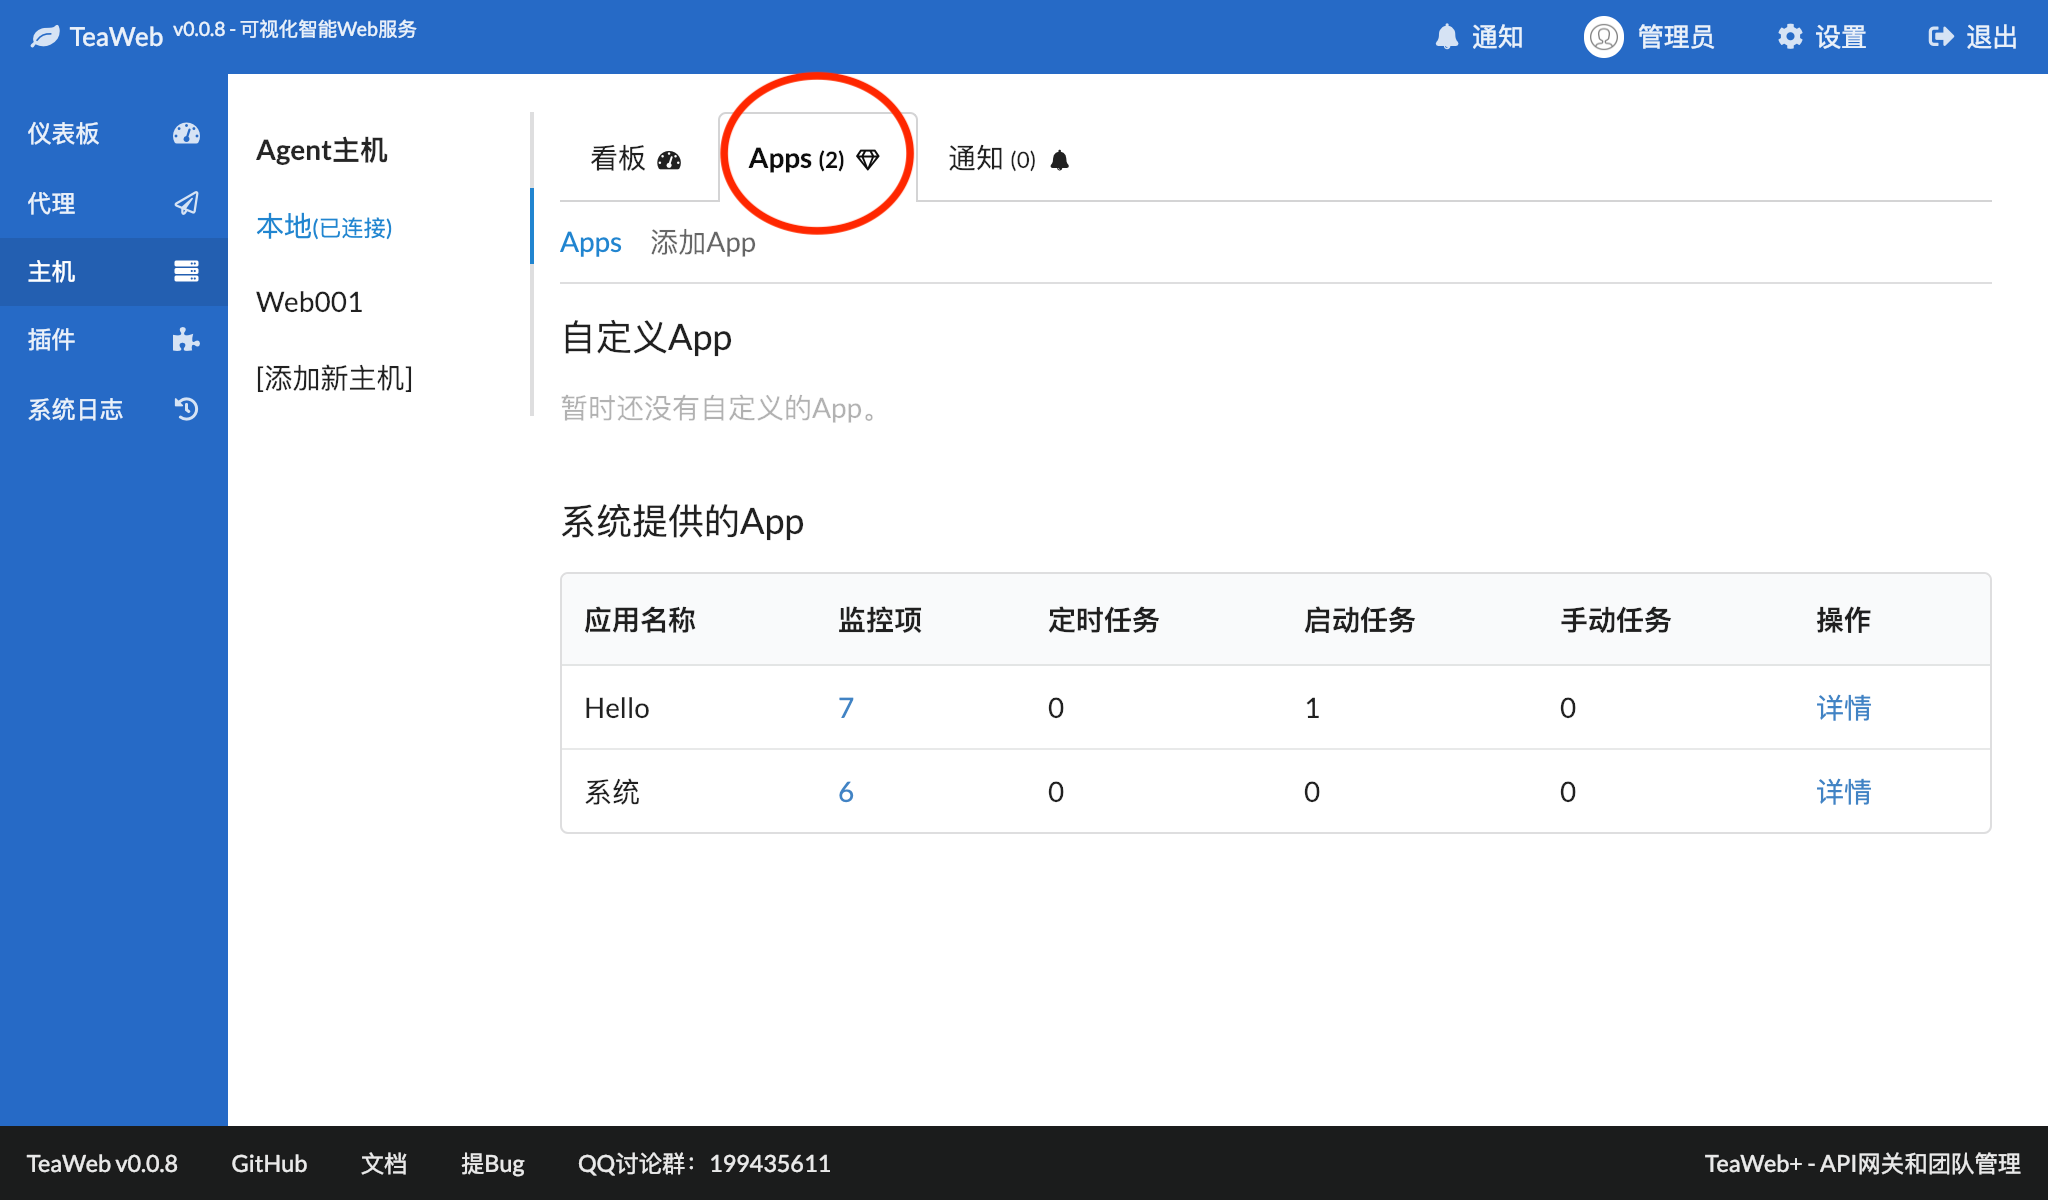 TeaWeb v0.0.8 - 可视化智能Web服务
通知 管理员 设置 退出
仪表板
代理
主机
插件
系统日志
Agent主机
本地(已连接)
Web001
[添加新主机]
看板 Apps (2) 通知 (0)
Apps 添加App
自定义App
暂时还没有自定义的App。
系统提供的App
应用名称 监控项 定时任务 启动任务 手动任务 操作
Hello 7 0 1 0 详情
系统 6 0 0 0 详情
TeaWeb v0.0.8 GitHub 文档 提Bug QQ讨论群：199435611 TeaWeb+ - API网关和团队管理